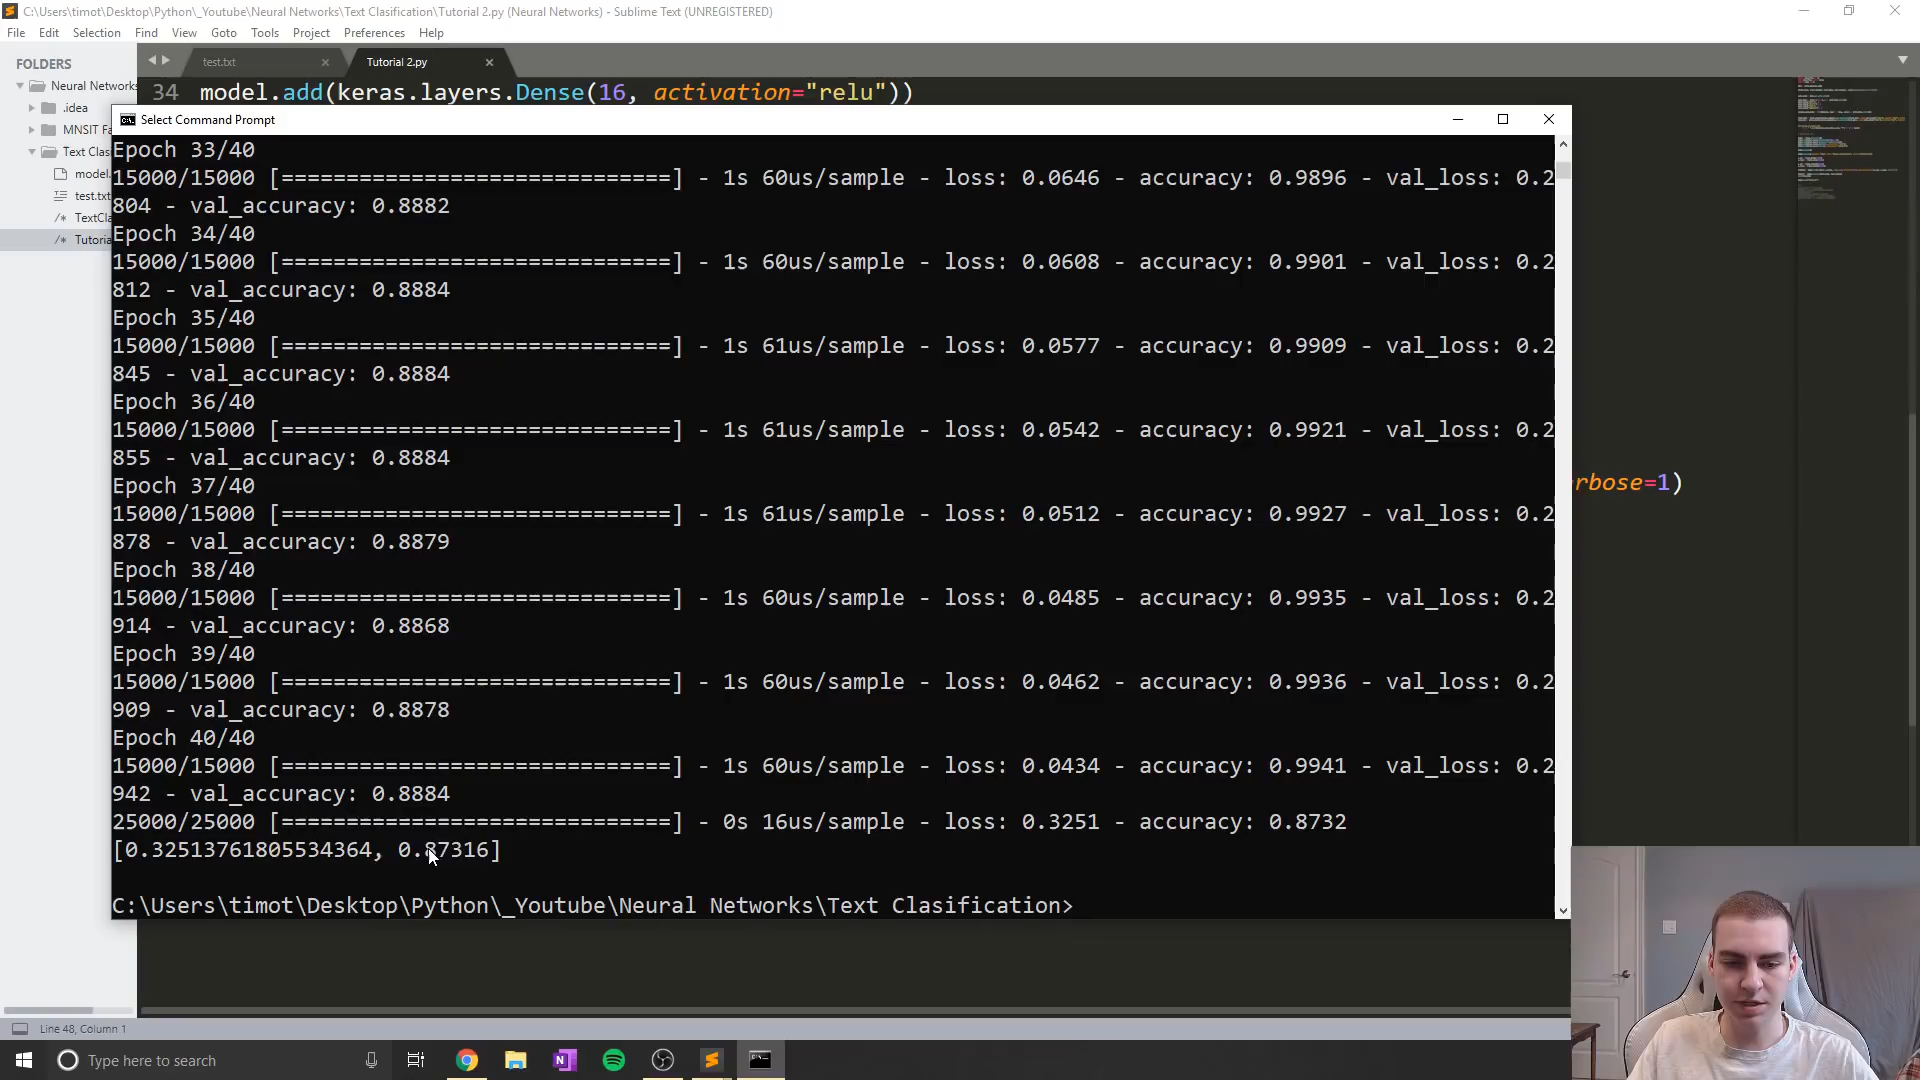 C:\Users\timot\Desktop\Python\_Youtube\Neural Networks\Text Clasification\Tutorial 2.py (Neural Networks) - Sublime Text (UNREGISTERED)
File Edit Selection Find View Goto Tools Project Preferences Help
FOLDERS
Neural Networks
.idea
MNSIT Fa
Text Clas
model.
test.txt
TextCla
Tutoria
test.txt
Tutorial 2.py
34 model.add(keras.layers.Dense(16, activation="relu"))
rbose=1)
Select Command Prompt
Epoch 33/40
15000/15000 [==============================] - 1s 60us/sample - loss: 0.0646 - accuracy: 0.9896 - val_loss: 0.2
804 - val_accuracy: 0.8882
Epoch 34/40
15000/15000 [==============================] - 1s 60us/sample - loss: 0.0608 - accuracy: 0.9901 - val_loss: 0.2
812 - val_accuracy: 0.8884
Epoch 35/40
15000/15000 [==============================] - 1s 61us/sample - loss: 0.0577 - accuracy: 0.9909 - val_loss: 0.2
845 - val_accuracy: 0.8884
Epoch 36/40
15000/15000 [==============================] - 1s 61us/sample - loss: 0.0542 - accuracy: 0.9921 - val_loss: 0.2
855 - val_accuracy: 0.8884
Epoch 37/40
15000/15000 [==============================] - 1s 61us/sample - loss: 0.0512 - accuracy: 0.9927 - val_loss: 0.2
878 - val_accuracy: 0.8879
Epoch 38/40
15000/15000 [==============================] - 1s 60us/sample - loss: 0.0485 - accuracy: 0.9935 - val_loss: 0.2
914 - val_accuracy: 0.8868
Epoch 39/40
15000/15000 [==============================] - 1s 60us/sample - loss: 0.0462 - accuracy: 0.9936 - val_loss: 0.2
909 - val_accuracy: 0.8878
Epoch 40/40
15000/15000 [==============================] - 1s 60us/sample - loss: 0.0434 - accuracy: 0.9941 - val_loss: 0.2
942 - val_accuracy: 0.8884
25000/25000 [==============================] - 0s 16us/sample - loss: 0.3251 - accuracy: 0.8732
[0.32513761805534364, 0.87316]
C:\Users\timot\Desktop\Python\_Youtube\Neural Networks\Text Clasification>
Line 48, Column 1
Type here to search